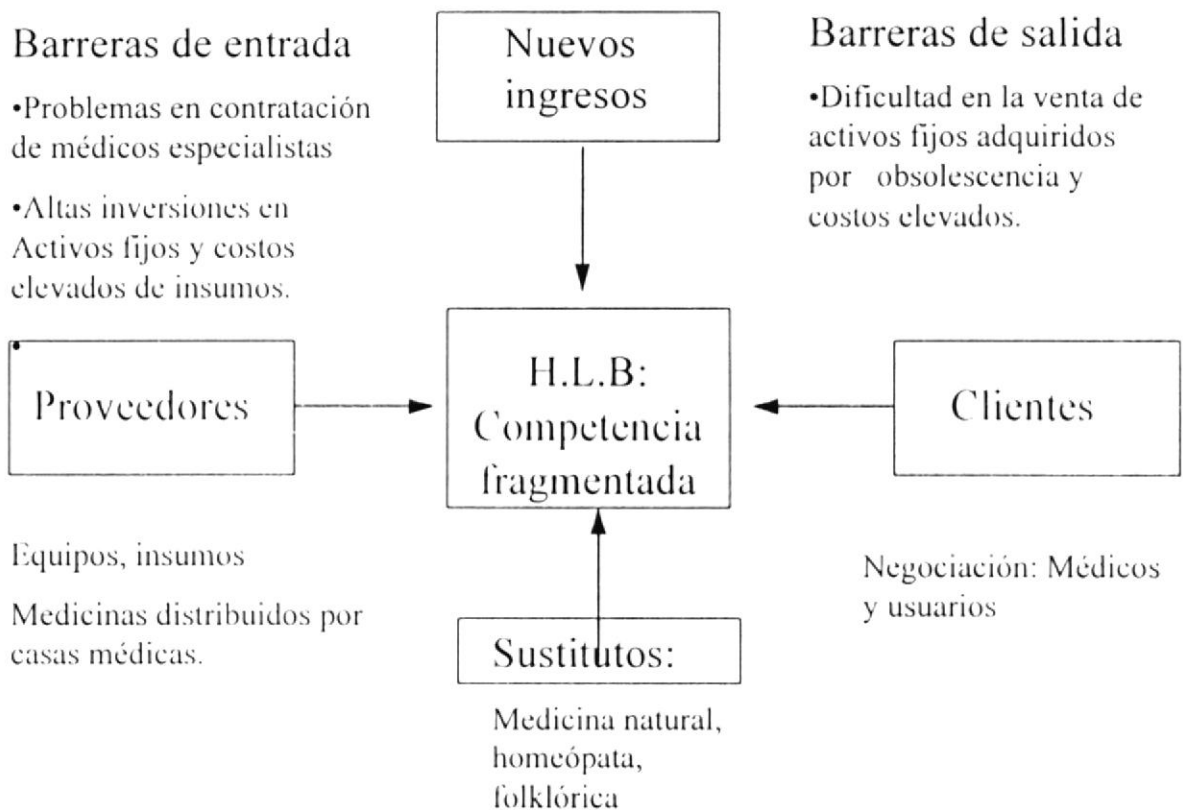 Barreras de entrada
•Problemas en contratación
de médicos especialistas
•Altas inversiones en
Activos fijos y costos
elevados de insumos.
Nuevos
ingresos
Barreras de salida
•Dificultad en la venta de
activos fijos adquiridos
por obsolescencia y
costos elevados.
Proveedores
H.L.B:
Competencia
fragmentada
Clientes
Equipos, insumos
Medicinas distribuidos por
casas médicas.
Negociación: Médicos
y usuarios
Sustitutos:
Medicina natural,
homeópata,
folklórica